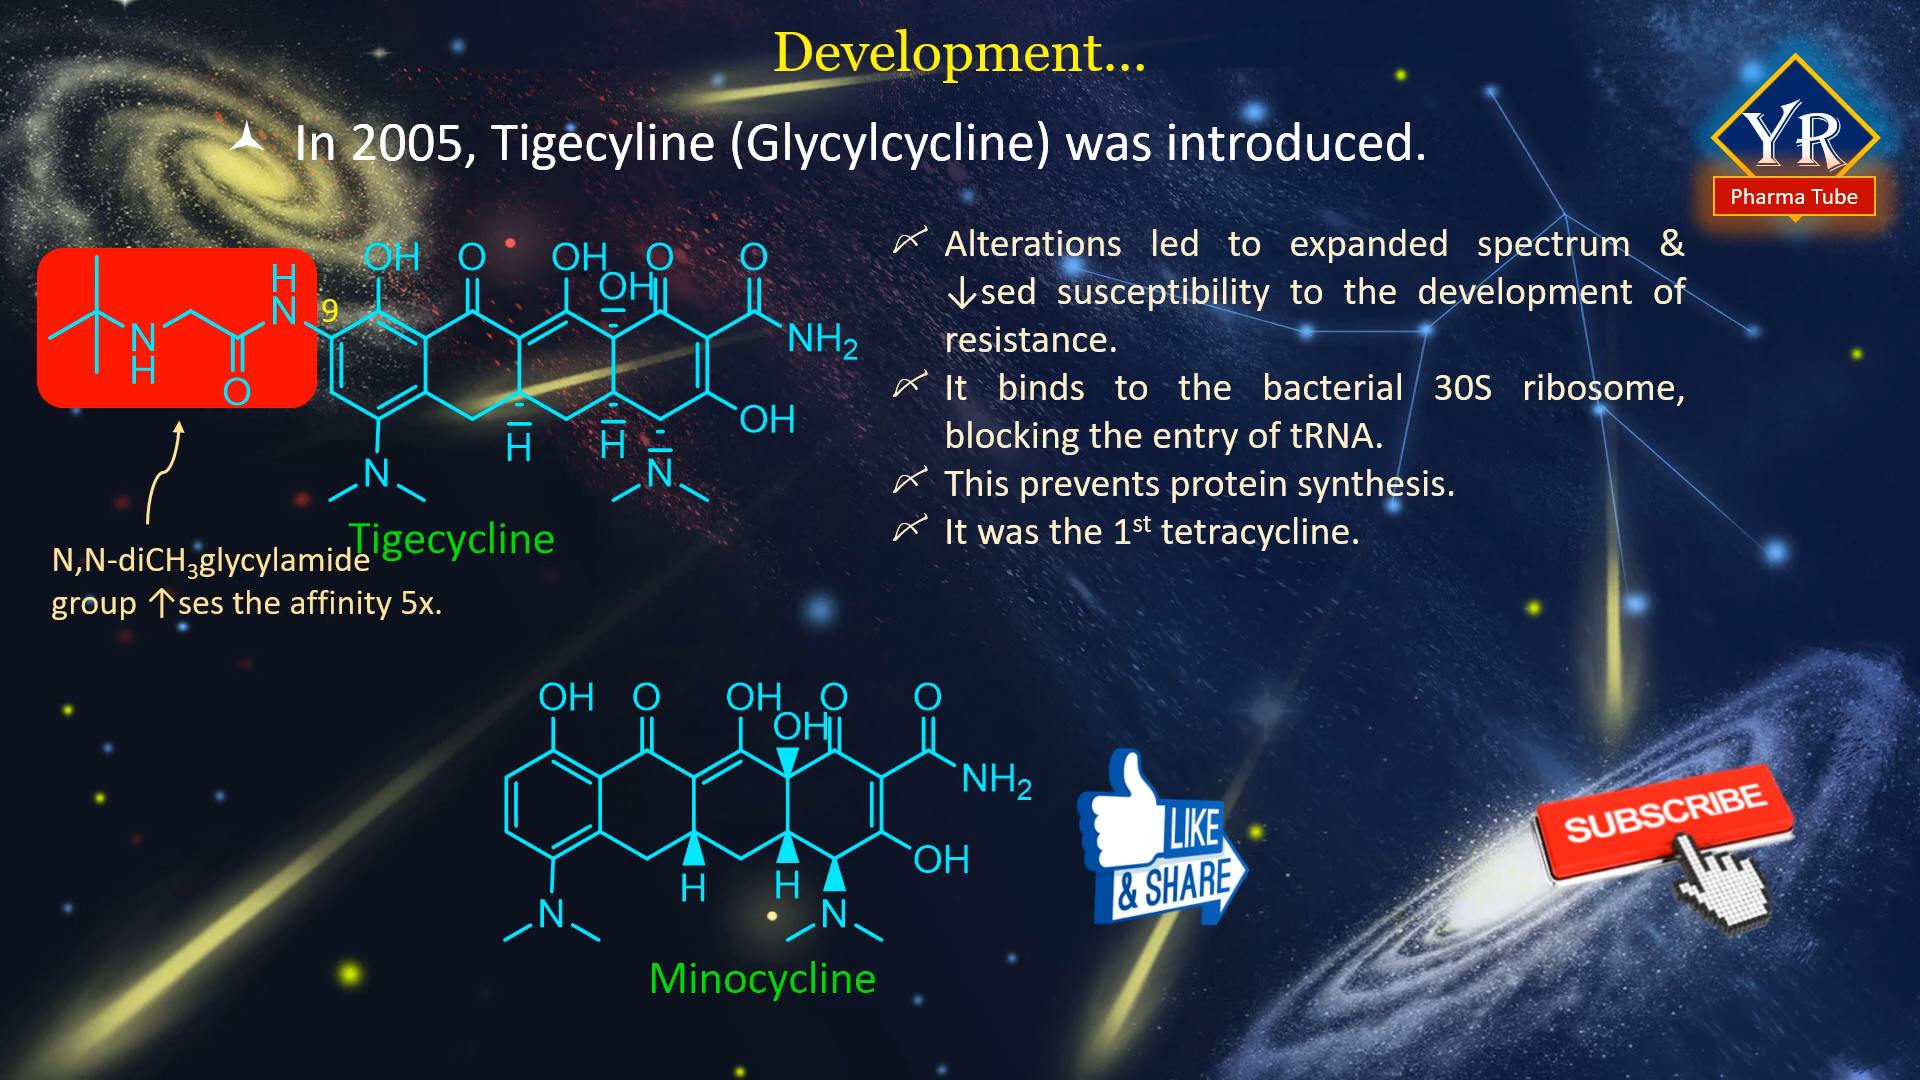 Development...
In 2005, Tigecyline (Glycylcycline) was introduced.
YR
Pharma Tube
Alterations led to expanded spectrum &
↓sed susceptibility to the development of
resistance.
It binds to the bacterial 30S ribosome,
blocking the entry of tRNA.
This prevents protein synthesis.
It was the 1st tetracycline.
OH O OH OH O O
H
N 9
N
H
O
NH2
OH
H H
N N
Tigecycline
N,N-diCH3glycylamide
group ↑ses the affinity 5x.
OH O OH OH O O
NH2
OH
H H
N N
Minocycline
LIKE
& SHARE
SUBSCRIBE